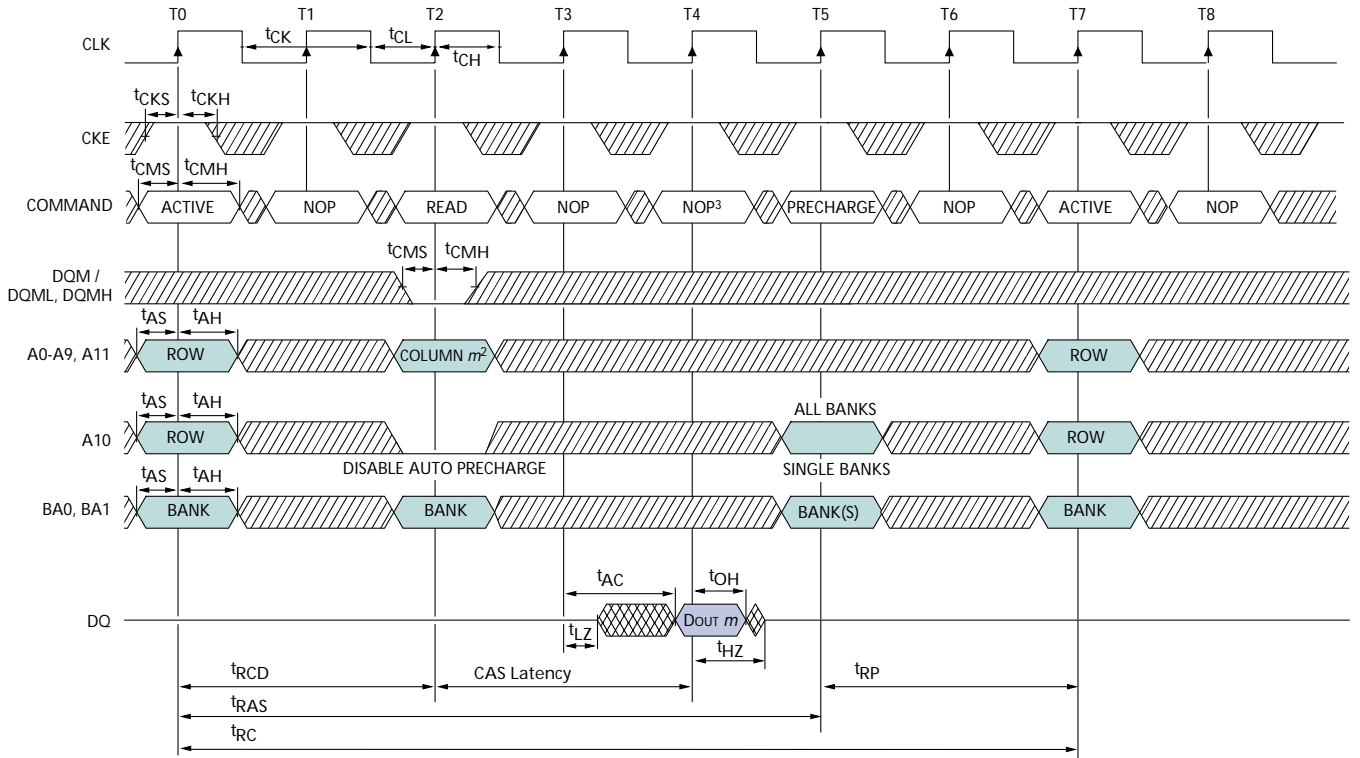 T0 T1 T2 T3 T4 T5 T6 T7 T8
CLK
tCK tCL
tCH
tCKS tCKH
CKE
tCMS tCMH
COMMAND ACTIVE NOP READ NOP NOP3 PRECHARGE NOP ACTIVE NOP
tCMS tCMH
DQM /
DQML, DQMH
tAS tAH
A0-A9, A11 ROW COLUMN m2 ROW
tAS tAH
ALL BANKS
A10 ROW ROW
DISABLE AUTO PRECHARGE SINGLE BANKS
tAS tAH
BA0, BA1 BANK BANK BANK(S) BANK
tAC tOH
DQ DOUT m
tLZ
tHZ
tRCD CAS Latency tRP
tRAS
tRC